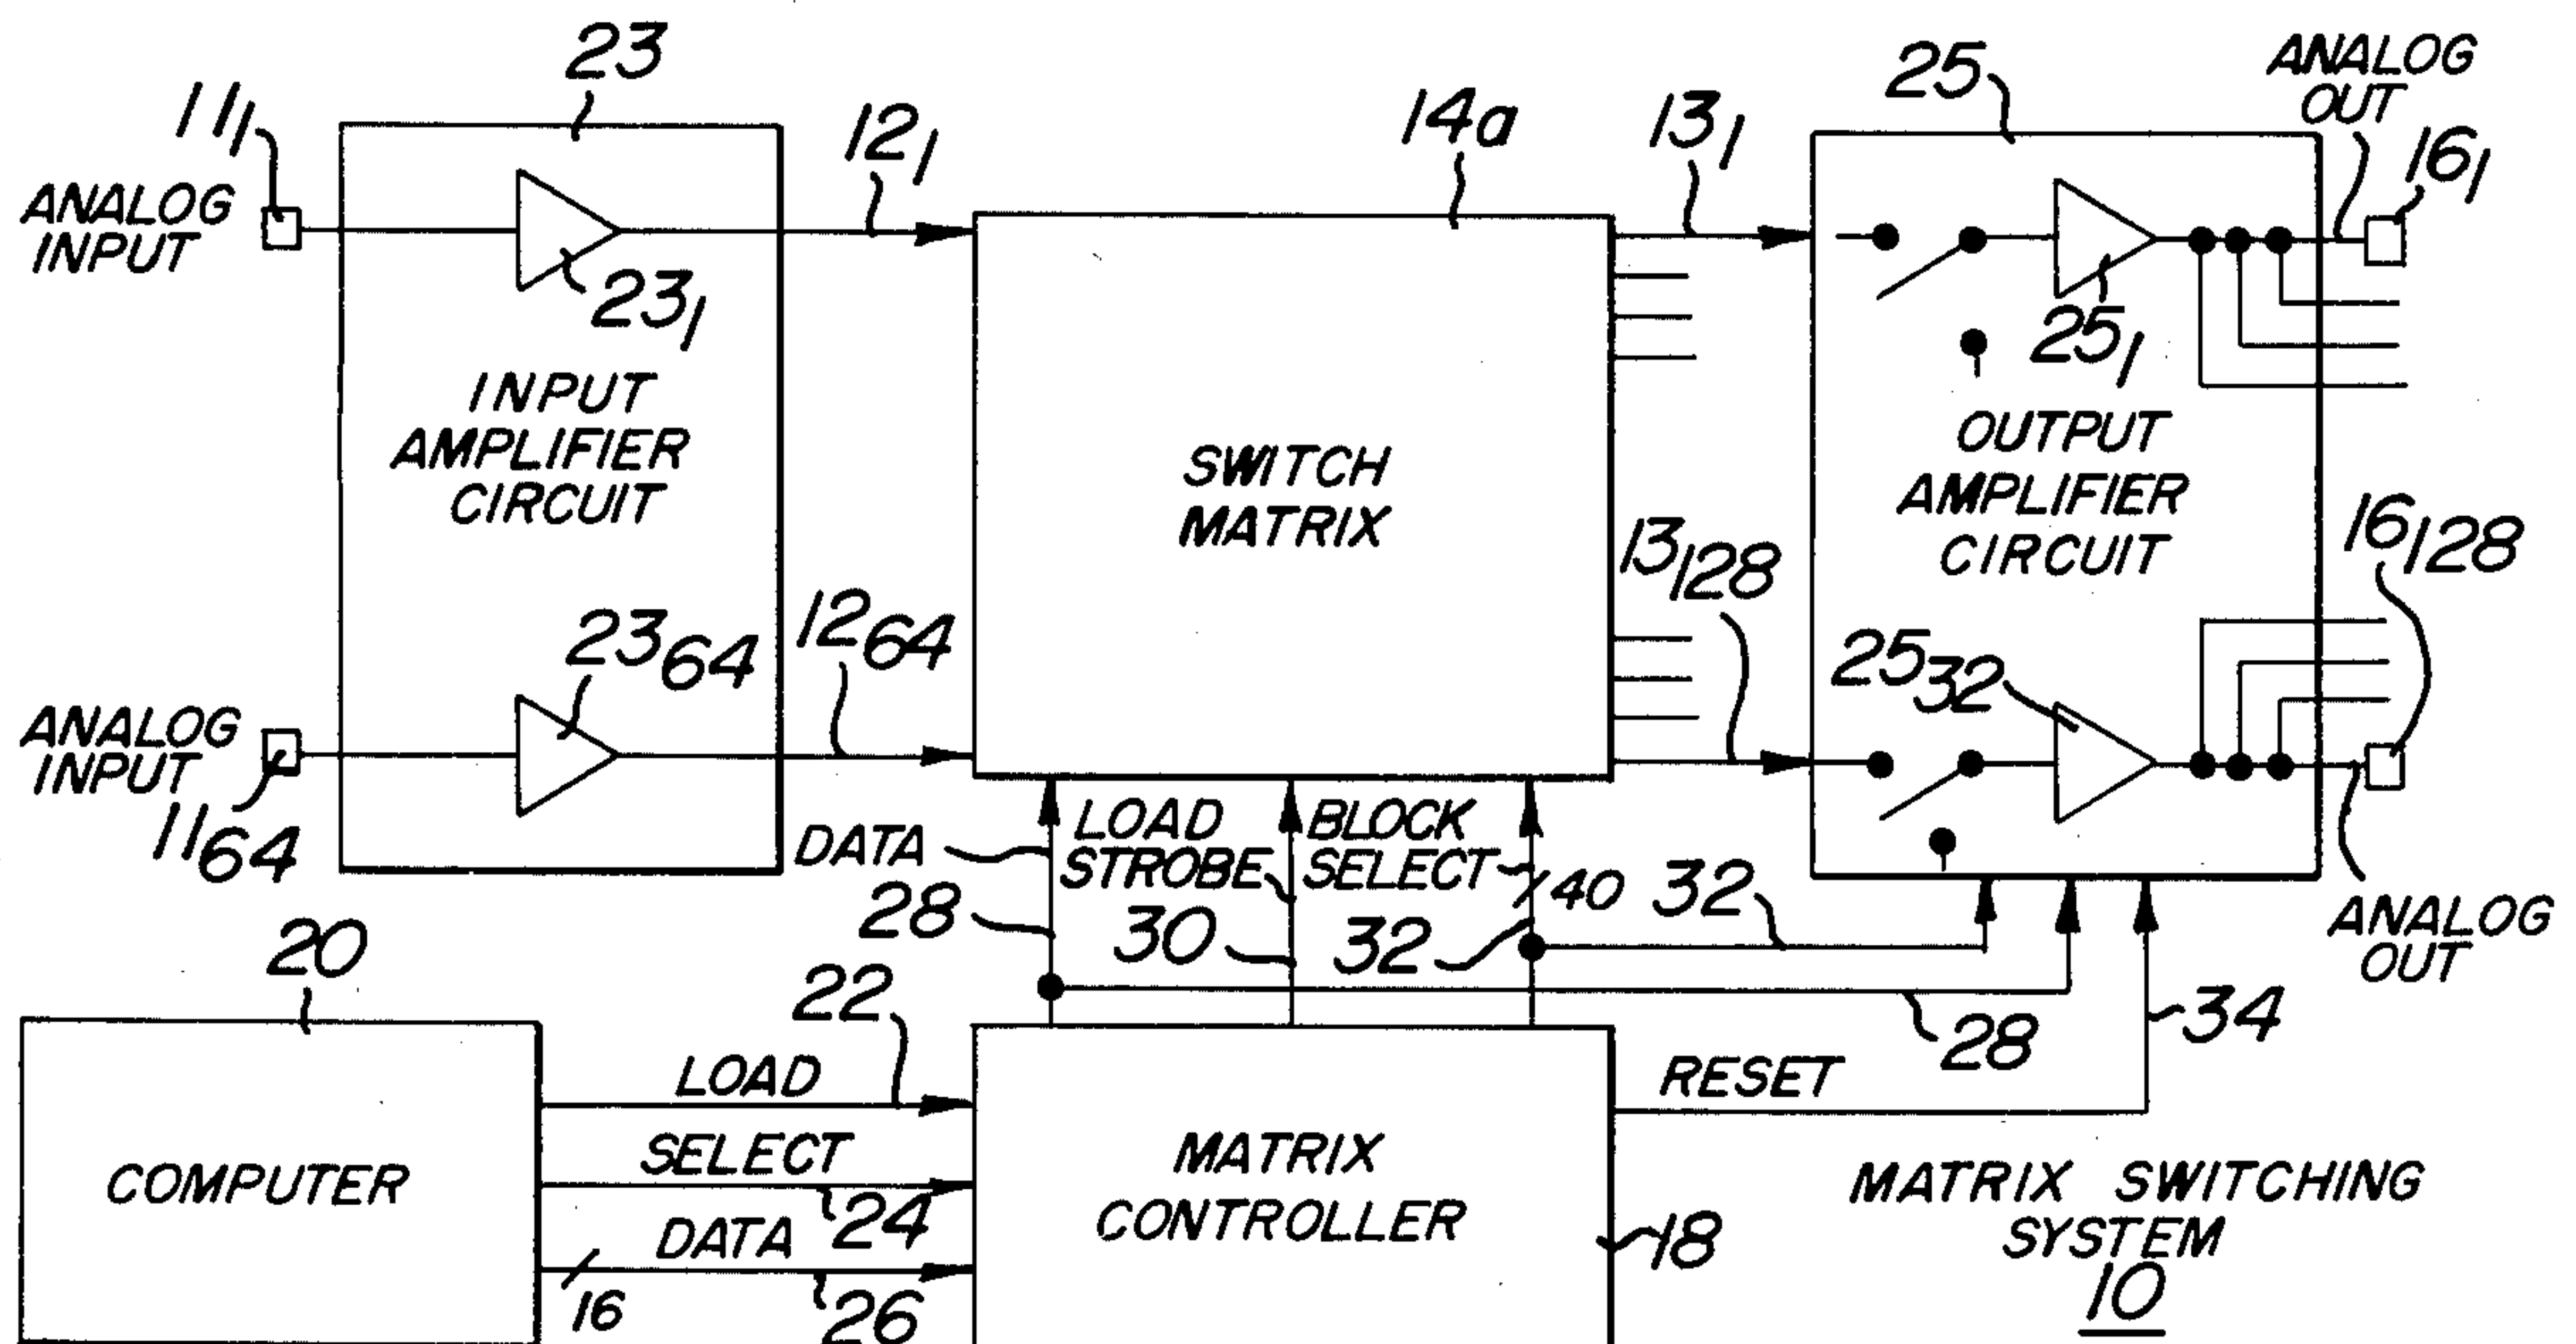 23
11₁
ANALOG
INPUT
23₁
12₁
INPUT
AMPLIFIER
CIRCUIT
23₆₄
12₆₄
ANALOG
INPUT
11₆₄
14a
SWITCH
MATRIX
13₁
13₁₂₈
25
ANALOG
OUT
16₁
25₁
OUTPUT
AMPLIFIER
CIRCUIT
16₁₂₈
25₃₂
ANALOG
OUT
DATA
LOAD
STROBE
BLOCK
SELECT
40
28
30
32
32
28
34
20
COMPUTER
22
LOAD
SELECT
24
DATA
16
26
MATRIX
CONTROLLER
18
RESET
MATRIX SWITCHING
SYSTEM
10